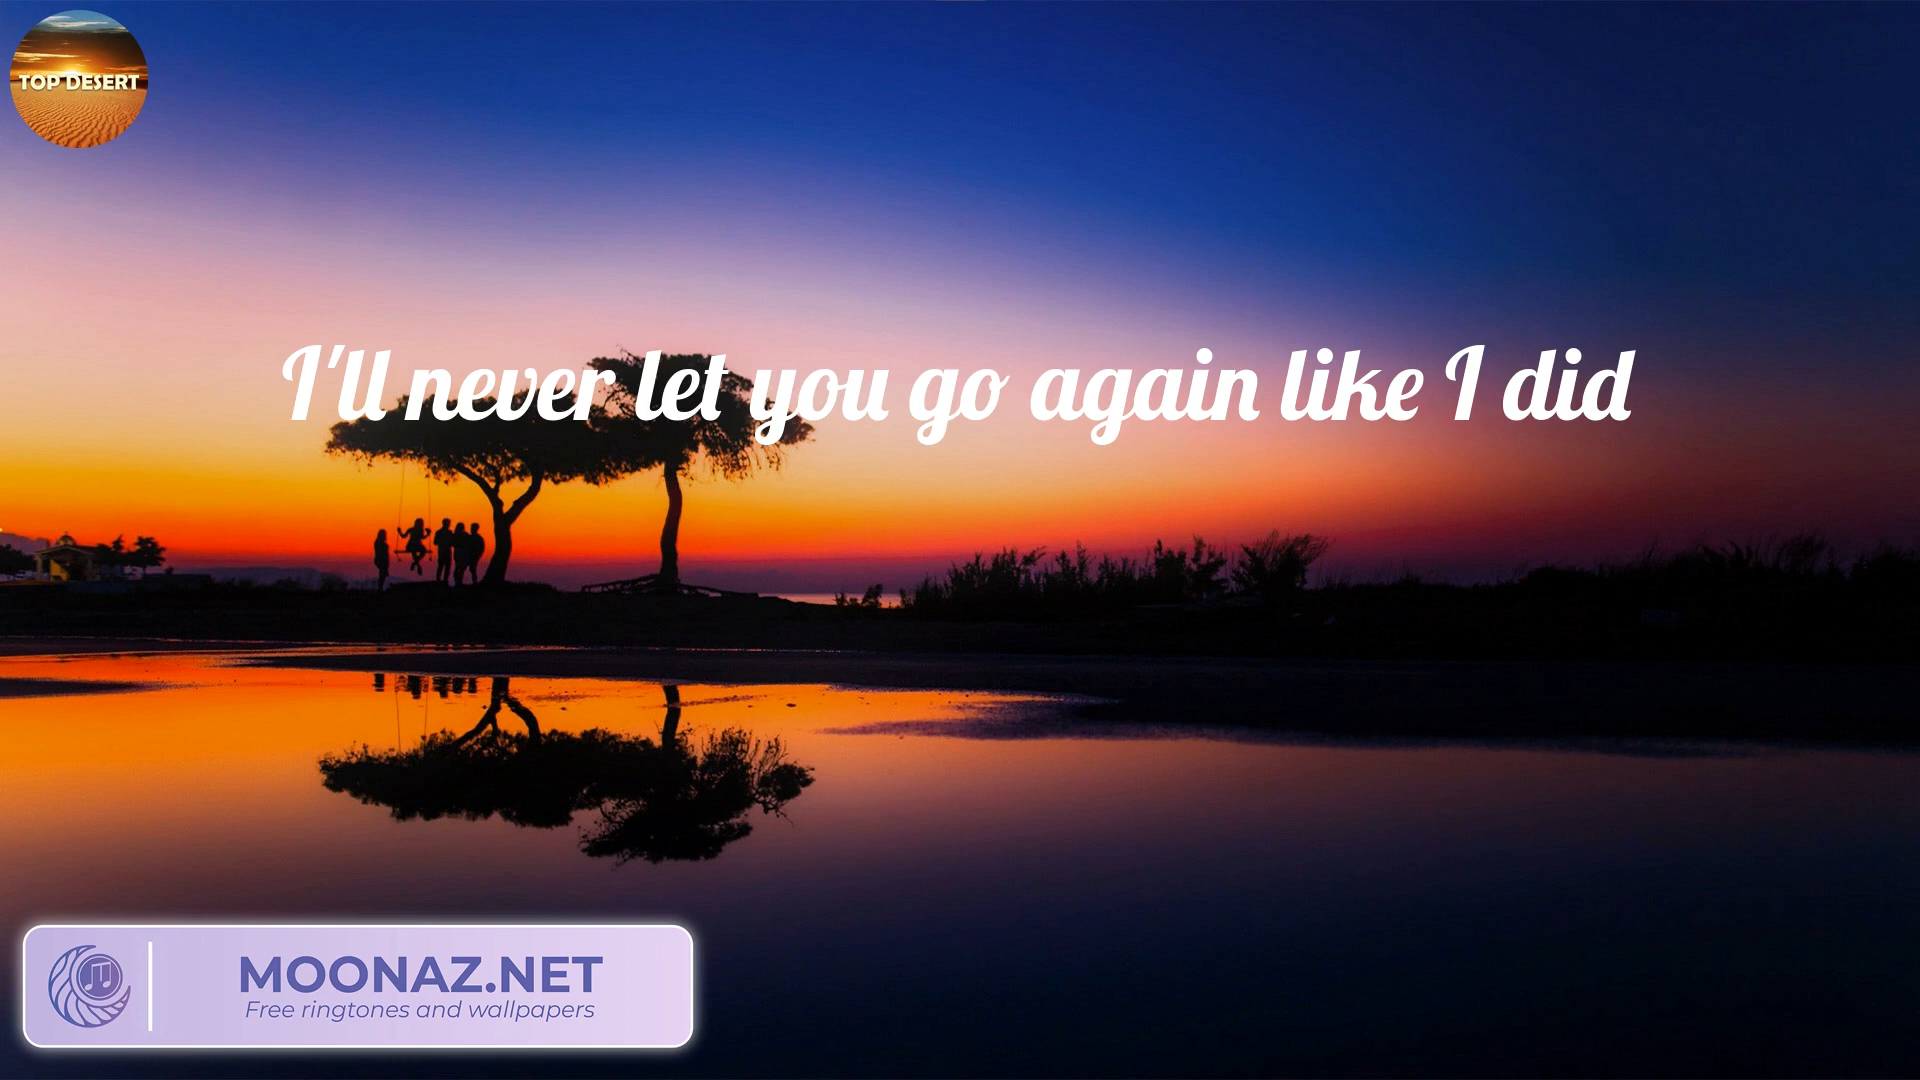 TOP DESERT
I'll never let you go again like I did
MOONAZ.NET
Free ringtones and wallpapers